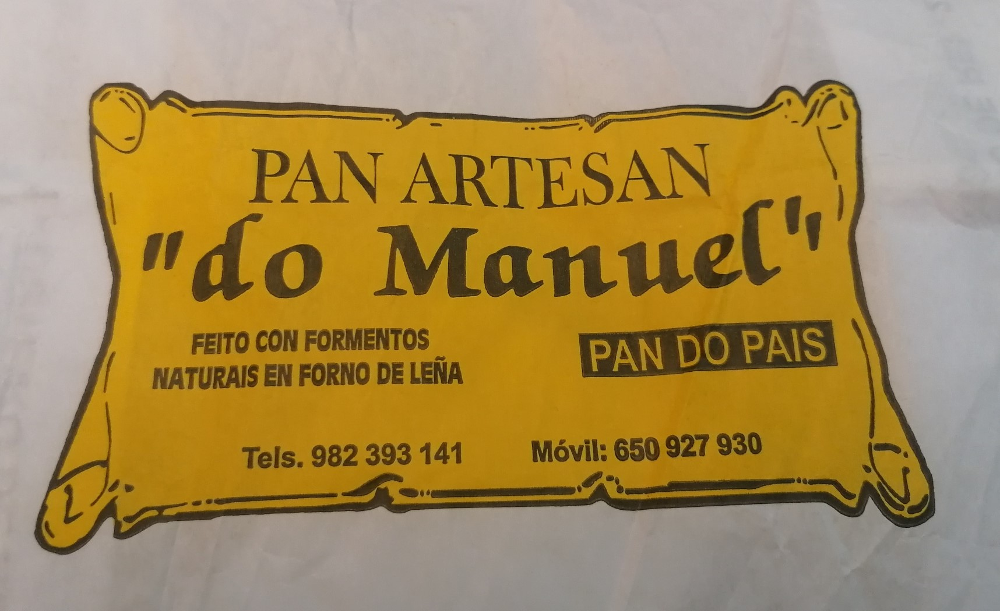 PAN ARTESAN
"do Manuel"
FEITO CON FORMENTOS
NATURAIS EN FORNO DE LEÑA
PAN DO PAIS
Tels. 982 393 141
Móvil: 650 927 930